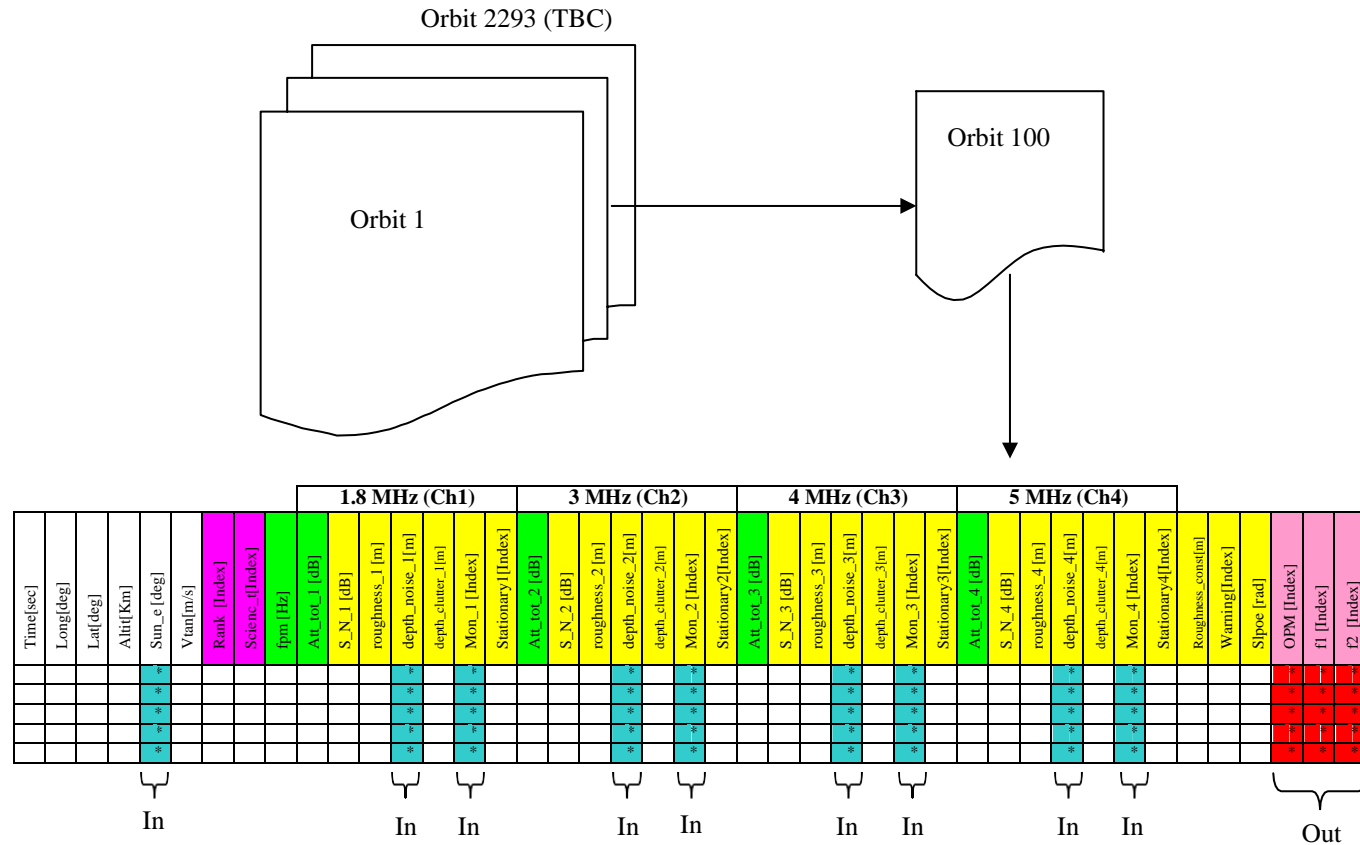 Orbit 2293 (TBC)
Orbit 100
Orbit 1
1.8 MHz (Ch1)
3 MHz (Ch2)
4 MHz (Ch3)
5 MHz (Ch4)
Time[sec]
Long[deg]
Lat[deg]
Altit[Km]
Sun_e [deg]
Vtan[m/s]
Rank [Index]
Scienc_t[Index]
fpm [Hz]
Att_tot_1 [dB]
S_N_1 [dB]
roughness_1 [m]
depth_noise_1 [m]
depth_clutter_1[m]
Mon_1 [Index]
Stationary1[Index]
Att_tot_2 [dB]
S_N_2 [dB]
roughness_2 [m]
depth_noise_2[m]
depth_clutter_2[m]
Mon_2 [Index]
Stationary2[Index]
Att_tot_3 [dB]
S_N_3 [dB]
roughness_3 [m]
depth_noise_3[m]
depth_clutter_3[m]
Mon_3 [Index]
Stationary3[Index]
Att_tot_4 [dB]
S_N_4 [dB]
roughness_4 [m]
depth_noise_4[m]
depth_clutter_4[m]
Mon_4 [Index]
Stationary4[Index]
Roughness_const[m]
Warning[Index]
Slpoe [rad]
OPM [Index]
f1 [Index]
f2 [Index]
* * * * * * * * * * * *
* * * * * * * * * * * *
* * * * * * * * * * * *
* * * * * * * * * * * *
* * * * * * * * * * * *
In In In In In In In In In Out